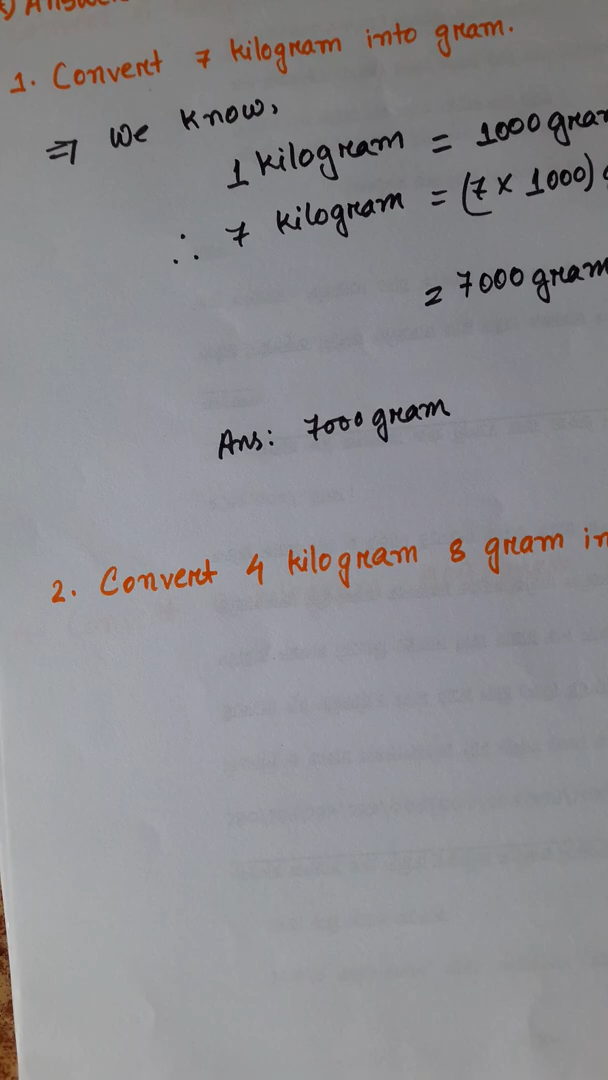 1. Convert 7 kilogram into gram.
⇒ We know,
1 kilogram = 1000 gram
∴ 7 kilogram = (7 × 1000)
= 7000 gram
Ans: 7000 gram
2. Convert 4 kilogram 8 gram in